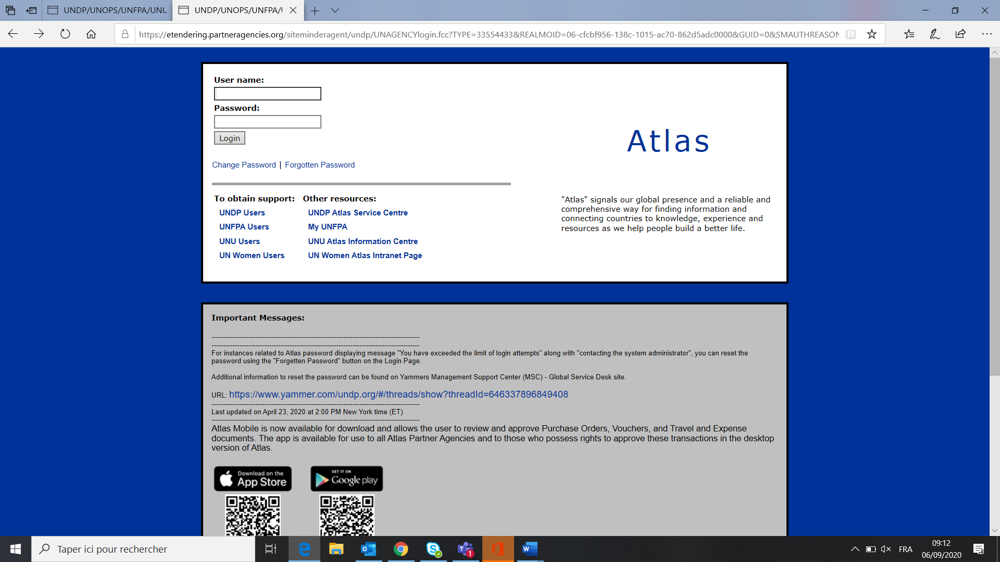 UNDP/UNOPS/UNFPA/UNU
UNDP/UNOPS/UNFPA/U
https://etendering.partneragencies.org/siteminderagent/undp/UNAGENCYlogin.fcc?TYPE=33554433&REALMOID=06-cfcbf956-138c-1015-ac70-862d5adc0000&GUID=0&SMAUTHREASON
User name:
Password:
Login
Change Password | Forgotten Password
Atlas
To obtain support: Other resources:
UNDP Users UNDP Atlas Service Centre
UNFPA Users My UNFPA
UNU Users UNU Atlas Information Centre
UN Women Users UN Women Atlas Intranet Page
"Atlas" signals our global presence and a reliable and
comprehensive way for finding information and
connecting countries to knowledge, experience and
resources as we help people build a better life.
Important Messages:
For instances related to Atlas password displaying message "You have exceeded the limit of login attempts" along with "contacting the system administrator", you can reset the
password using the "Forgetten Password" button on the Login Page.
Additional information to reset the password can be found on Yammers Management Support Center (MSC) - Global Service Desk site.
URL: https://www.yammer.com/undp.org/#/threads/show?threadId=646337896849408
Last updated on April 23, 2020 at 2:00 PM New York time (ET)
Atlas Mobile is now available for download and allows the user to review and approve Purchase Orders, Vouchers, and Travel and Expense
documents. The app is available for use to all Atlas Partner Agencies and to those who possess rights to approve these transactions in the desktop
version of Atlas.
Download on the
App Store
GET IT ON
Google play
Taper ici pour rechercher
1
FRA
09:12
06/09/2020